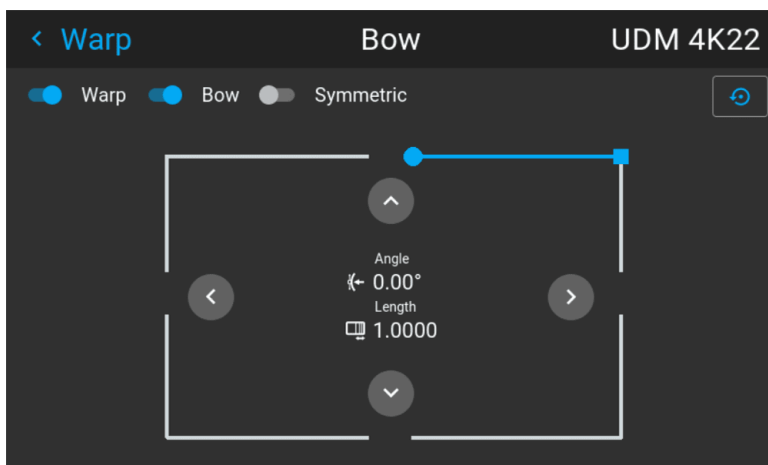 Warp Bow UDM 4K22
Warp Bow Symmetric
Angle
0.00°
Length
1.0000